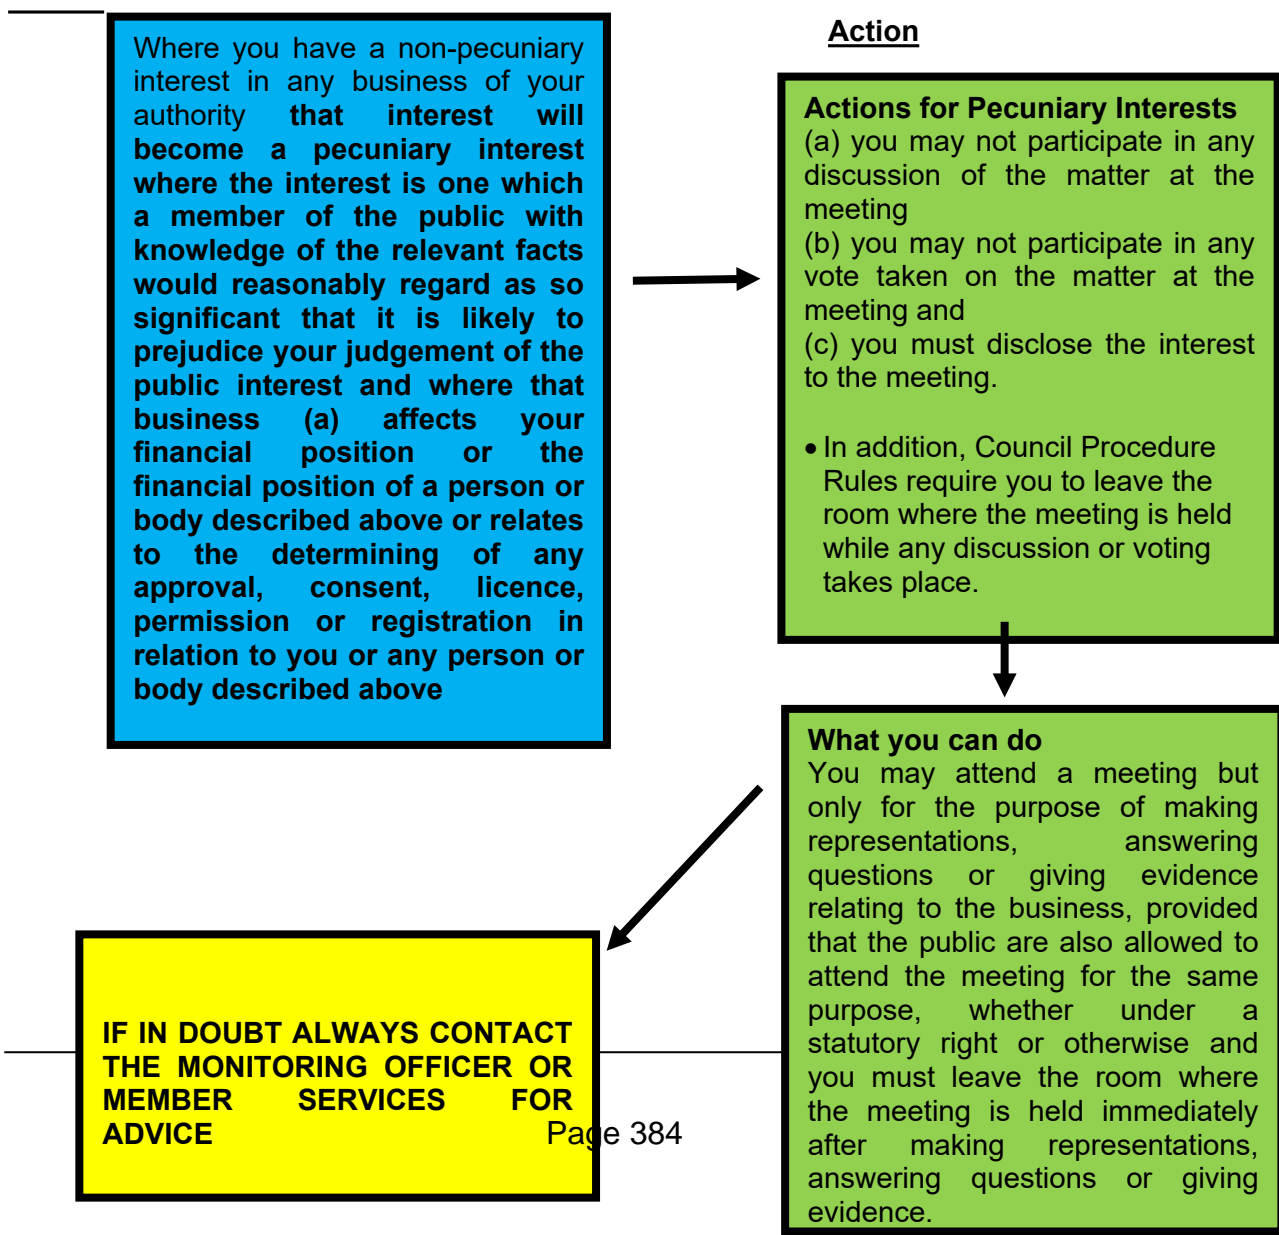 Where you have a non-pecuniary
interest in any business of your
authority that interest will
become a pecuniary interest
where the interest is one which
a member of the public with
knowledge of the relevant facts
would reasonably regard as so
significant that it is likely to
prejudice your judgement of the
public interest and where that
business (a) affects your
financial position or the
financial position of a person or
body described above or relates
to the determining of any
approval, consent, licence,
permission or registration in
relation to you or any person or
body described above
Action
Actions for Pecuniary Interests
(a) you may not participate in any
discussion of the matter at the
meeting
(b) you may not participate in any
vote taken on the matter at the
meeting and
(c) you must disclose the interest
to the meeting.
• In addition, Council Procedure
Rules require you to leave the
room where the meeting is held
while any discussion or voting
takes place.
What you can do
You may attend a meeting but
only for the purpose of making
representations, answering
questions or giving evidence
relating to the business, provided
that the public are also allowed to
attend the meeting for the same
purpose, whether under a
statutory right or otherwise and
you must leave the room where
the meeting is held immediately
after making representations,
answering questions or giving
evidence.
IF IN DOUBT ALWAYS CONTACT
THE MONITORING OFFICER OR
MEMBER SERVICES FOR
ADVICE
Page 384